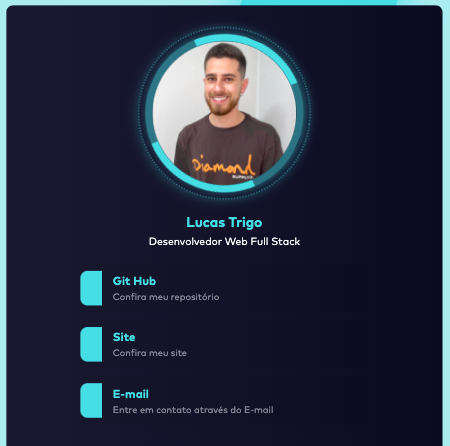 Diamond
Lucas Trigo
Desenvolvedor Web Full Stack
Git Hub
Confira meu repositório
Site
Confira meu site
E-mail
Entre em contato através do E-mail